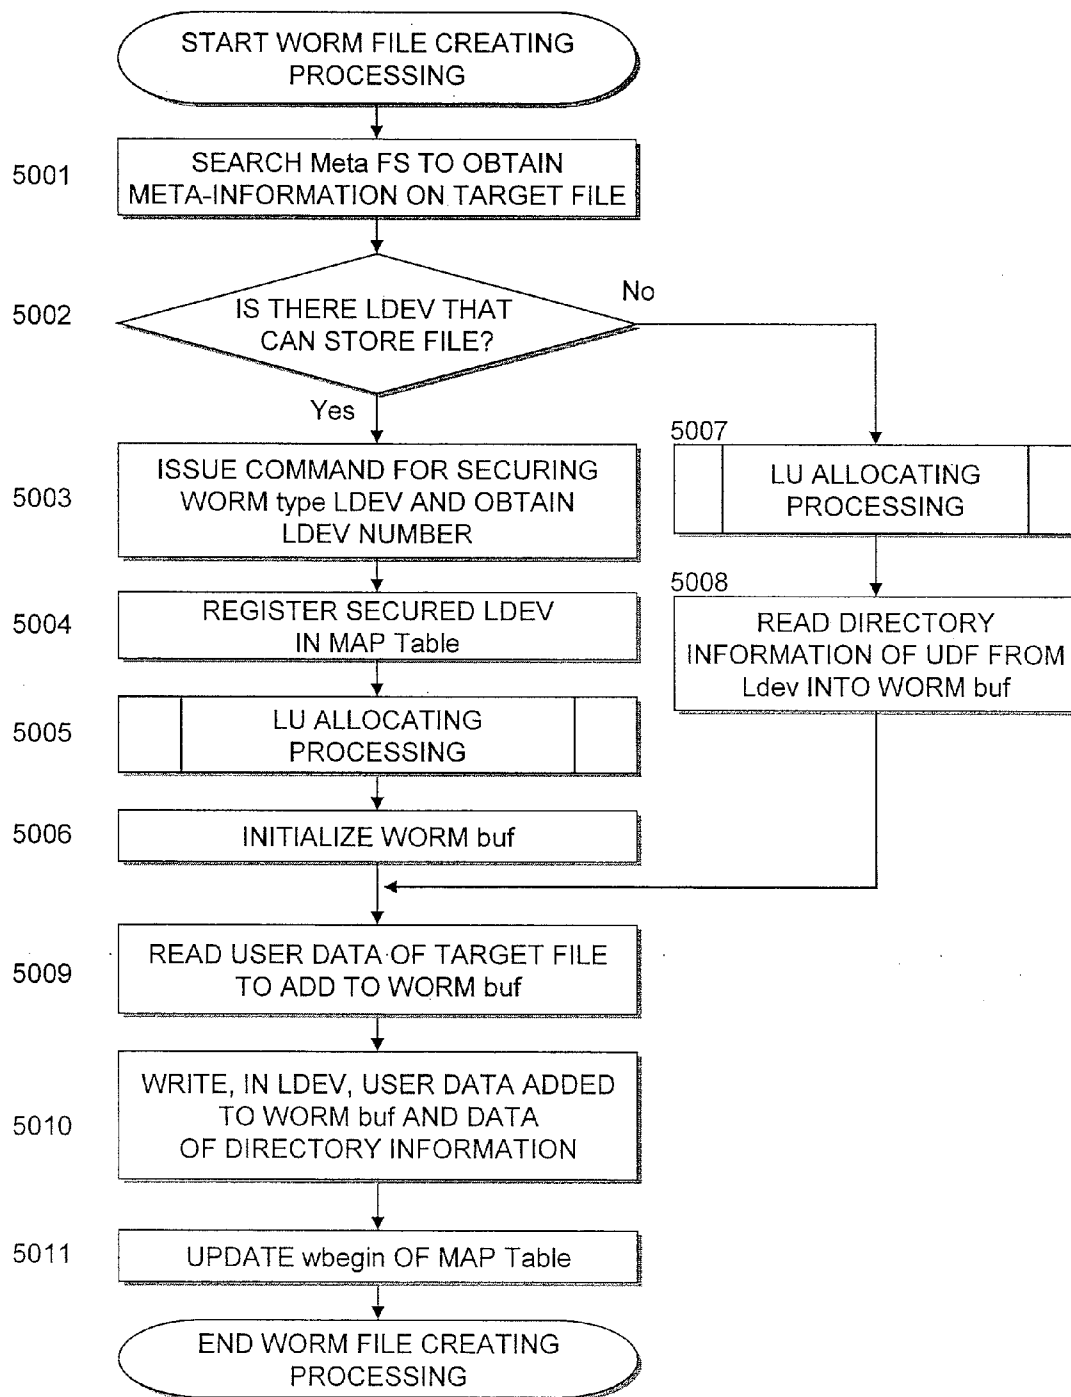 START WORM FILE CREATING
PROCESSING
5001
SEARCH Meta FS TO OBTAIN
META-INFORMATION ON TARGET FILE
5002
IS THERE LDEV THAT
CAN STORE FILE?
No
Yes
5003
ISSUE COMMAND FOR SECURING
WORM type LDEV AND OBTAIN
LDEV NUMBER
5007
LU ALLOCATING
PROCESSING
5004
REGISTER SECURED LDEV
IN MAP Table
5008
READ DIRECTORY
INFORMATION OF UDF FROM
Ldev INTO WORM buf
5005
LU ALLOCATING
PROCESSING
5006
INITIALIZE WORM buf
5009
READ USER DATA OF TARGET FILE
TO ADD TO WORM buf
5010
WRITE, IN LDEV, USER DATA ADDED
TO WORM buf AND DATA
OF DIRECTORY INFORMATION
5011
UPDATE wbegin OF MAP Table
END WORM FILE CREATING
PROCESSING